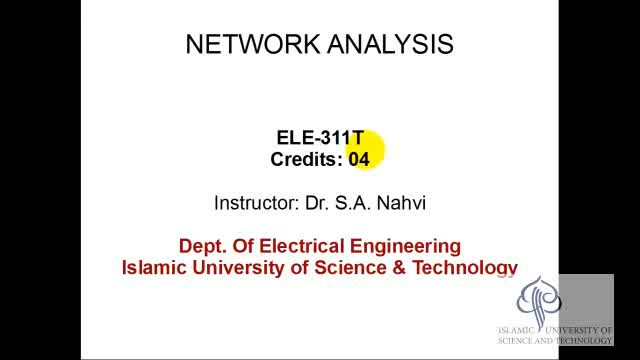 NETWORK ANALYSIS
ELE-311T
Credits: 04
Instructor: Dr. S.A. Nahvi
Dept. Of Electrical Engineering
Islamic University of Science & Technology
ISLAMIC UNIVERSITY OF
SCIENCE AND TECHNOLOGY